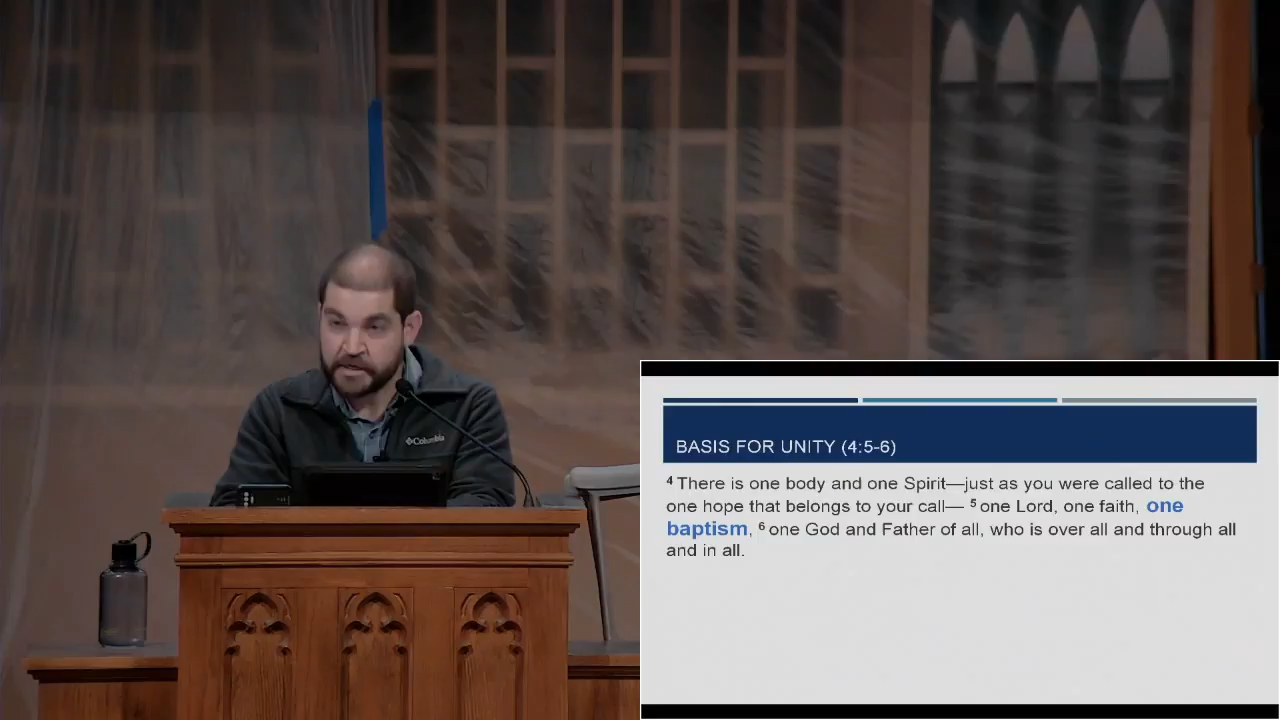 Columbia
BASIS FOR UNITY (4:5-6)
4 There is one body and one Spirit—just as you were called to the
one hope that belongs to your call— 5 one Lord, one faith, one
baptism, 6 one God and Father of all, who is over all and through all
and in all.